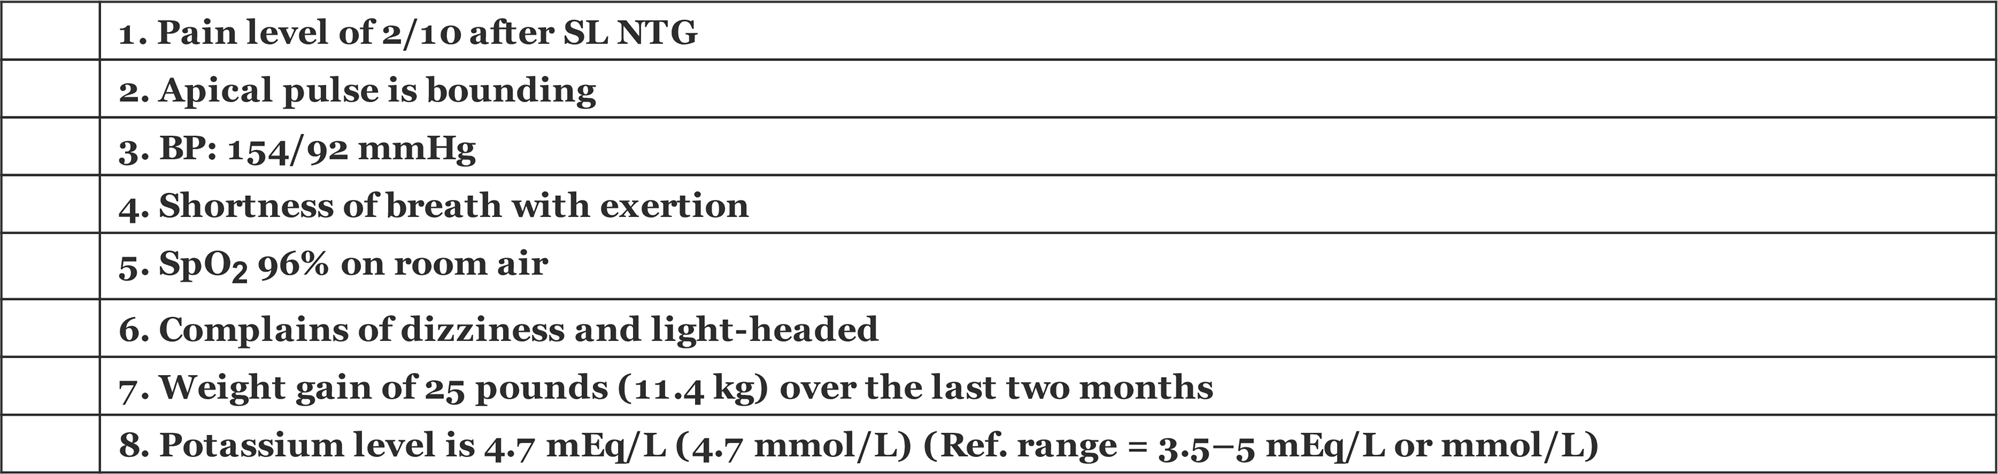 1. Pain level of 2/10 after SL NTG
2. Apical pulse is bounding
3. BP: 154/92 mmHg
4. Shortness of breath with exertion
5. SpO₂ 96% on room air
6. Complains of dizziness and light-headed
7. Weight gain of 25 pounds (11.4 kg) over the last two months
8. Potassium level is 4.7 mEq/L (4.7 mmol/L) (Ref. range = 3.5–5 mEq/L or mmol/L)